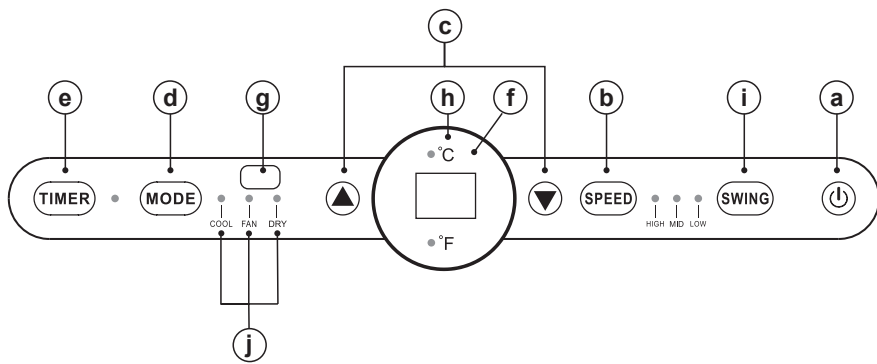 c
e d g h f b i a
°C
TIMER MODE SPEED SWING
COOL FAN DRY HIGH MID LOW
°F
j